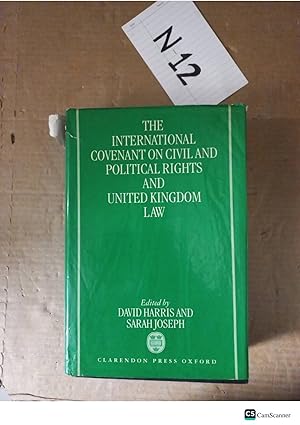 N-12
THE
INTERNATIONAL
COVENANT ON CIVIL AND
POLITICAL RIGHTS
AND
UNITED KINGDOM
LAW
Edited by
DAVID HARRIS AND
SARAH JOSEPH
CLARENDON PRESS OXFORD
CS CamScanner